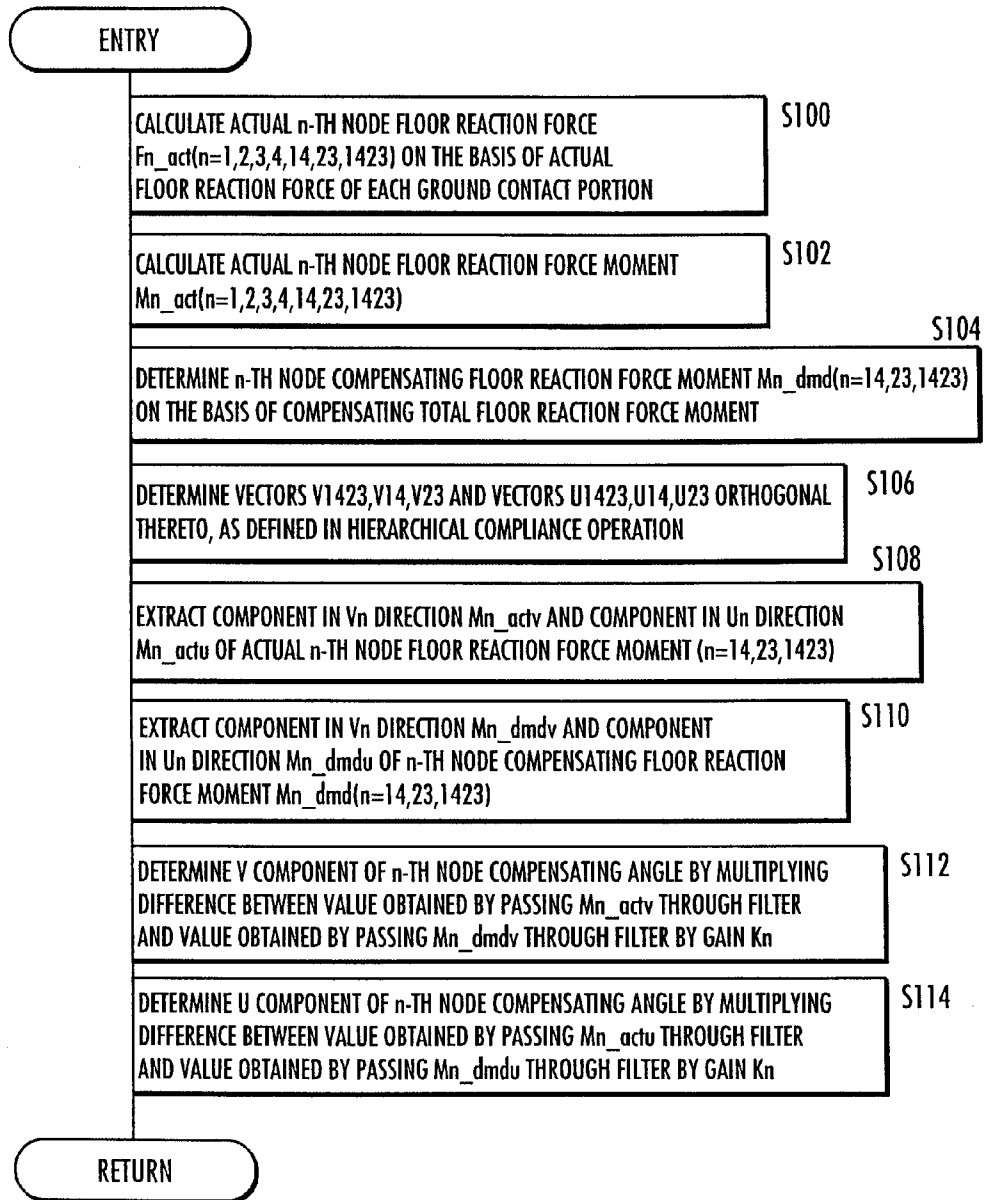 ENTRY
S100
CALCULATE ACTUAL n-TH NODE FLOOR REACTION FORCE
Fn_act(n=1,2,3,4,14,23,1423) ON THE BASIS OF ACTUAL
FLOOR REACTION FORCE OF EACH GROUND CONTACT PORTION
S102
CALCULATE ACTUAL n-TH NODE FLOOR REACTION FORCE MOMENT
Mn_act(n=1,2,3,4,14,23,1423)
S104
DETERMINE n-TH NODE COMPENSATING FLOOR REACTION FORCE MOMENT Mn_dmd(n=14,23,1423)
ON THE BASIS OF COMPENSATING TOTAL FLOOR REACTION FORCE MOMENT
S106
DETERMINE VECTORS V1423,V14,V23 AND VECTORS U1423,U14,U23 ORTHOGONAL
THERETO, AS DEFINED IN HIERARCHICAL COMPLIANCE OPERATION
S108
EXTRACT COMPONENT IN Vn DIRECTION Mn_actv AND COMPONENT IN Un DIRECTION
Mn_actu OF ACTUAL n-TH NODE FLOOR REACTION FORCE MOMENT (n=14,23,1423)
S110
EXTRACT COMPONENT IN Vn DIRECTION Mn_dmdv AND COMPONENT
IN Un DIRECTION Mn_dmdu OF n-TH NODE COMPENSATING FLOOR REACTION
FORCE MOMENT Mn_dmd(n=14,23,1423)
S112
DETERMINE V COMPONENT OF n-TH NODE COMPENSATING ANGLE BY MULTIPLYING
DIFFERENCE BETWEEN VALUE OBTAINED BY PASSING Mn_actv THROUGH FILTER
AND VALUE OBTAINED BY PASSING Mn_dmdv THROUGH FILTER BY GAIN Kn
S114
DETERMINE U COMPONENT OF n-TH NODE COMPENSATING ANGLE BY MULTIPLYING
DIFFERENCE BETWEEN VALUE OBTAINED BY PASSING Mn_actu THROUGH FILTER
AND VALUE OBTAINED BY PASSING Mn_dmdu THROUGH FILTER BY GAIN Kn
RETURN